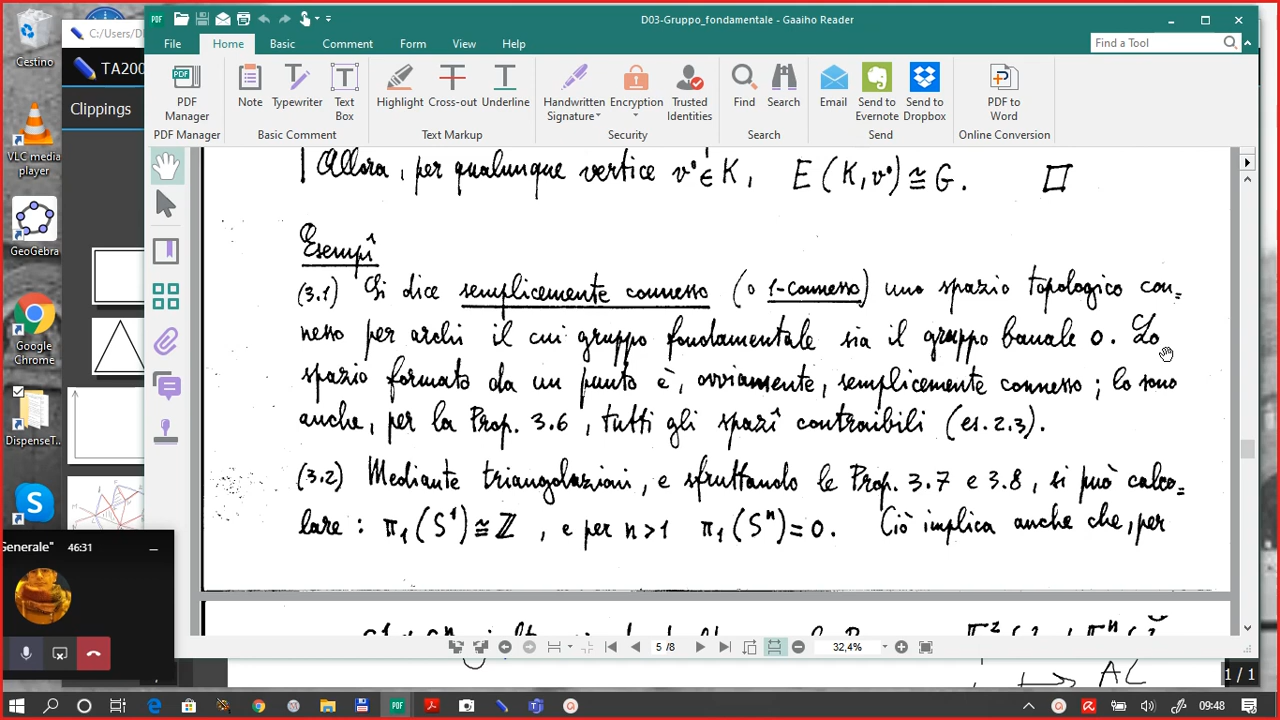 D03-Gruppo_fondamentale - Gaaiho Reader
Cestino
C:/Users/D
File Home Basic Comment Form View Help
Find a Tool
TA200
Clippings
PDF Manager
Note
Typewriter
Text Box
Highlight
Cross-out
Underline
Handwritten Signature
Encryption
Trusted Identities
Find
Search
Email
Send to Evernote
Send to Dropbox
PDF to Word
PDF Manager
Basic Comment
Text Markup
Security
Search
Send
Online Conversion
VLC media player
GeoGebra
Google Chrome
DispenseT...
Skype
Allora, per qualunque vertice v° ∈ K, E(K,v°) ≅ G. □
Esempî
(3.1) Si dice semplicemente connesso (o 1-connesso) uno spazio topologico con=
nesso per archi il cui gruppo fondamentale sia il gruppo banale 0. Lo
spazio formato da un punto è, ovviamente, semplicemente connesso; lo sono
anche, per la Prop. 3.6, tutti gli spazî contraibili (es. 2.3).
(3.2) Mediante triangolazioni, e sfruttando le Prop. 3.7 e 3.8, si può calco=
lare: π₁(S¹) ≅ ℤ, e per n>1 π₁(Sⁿ)=0. Ciò implica anche che, per
Generale" 46:31
5 /8
32,4%
1 / 1
09:48